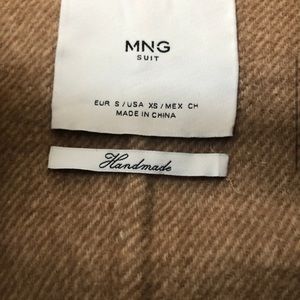 MNG
SUIT
EUR S / USA XS / MEX CH
MADE IN CHINA
Handmade